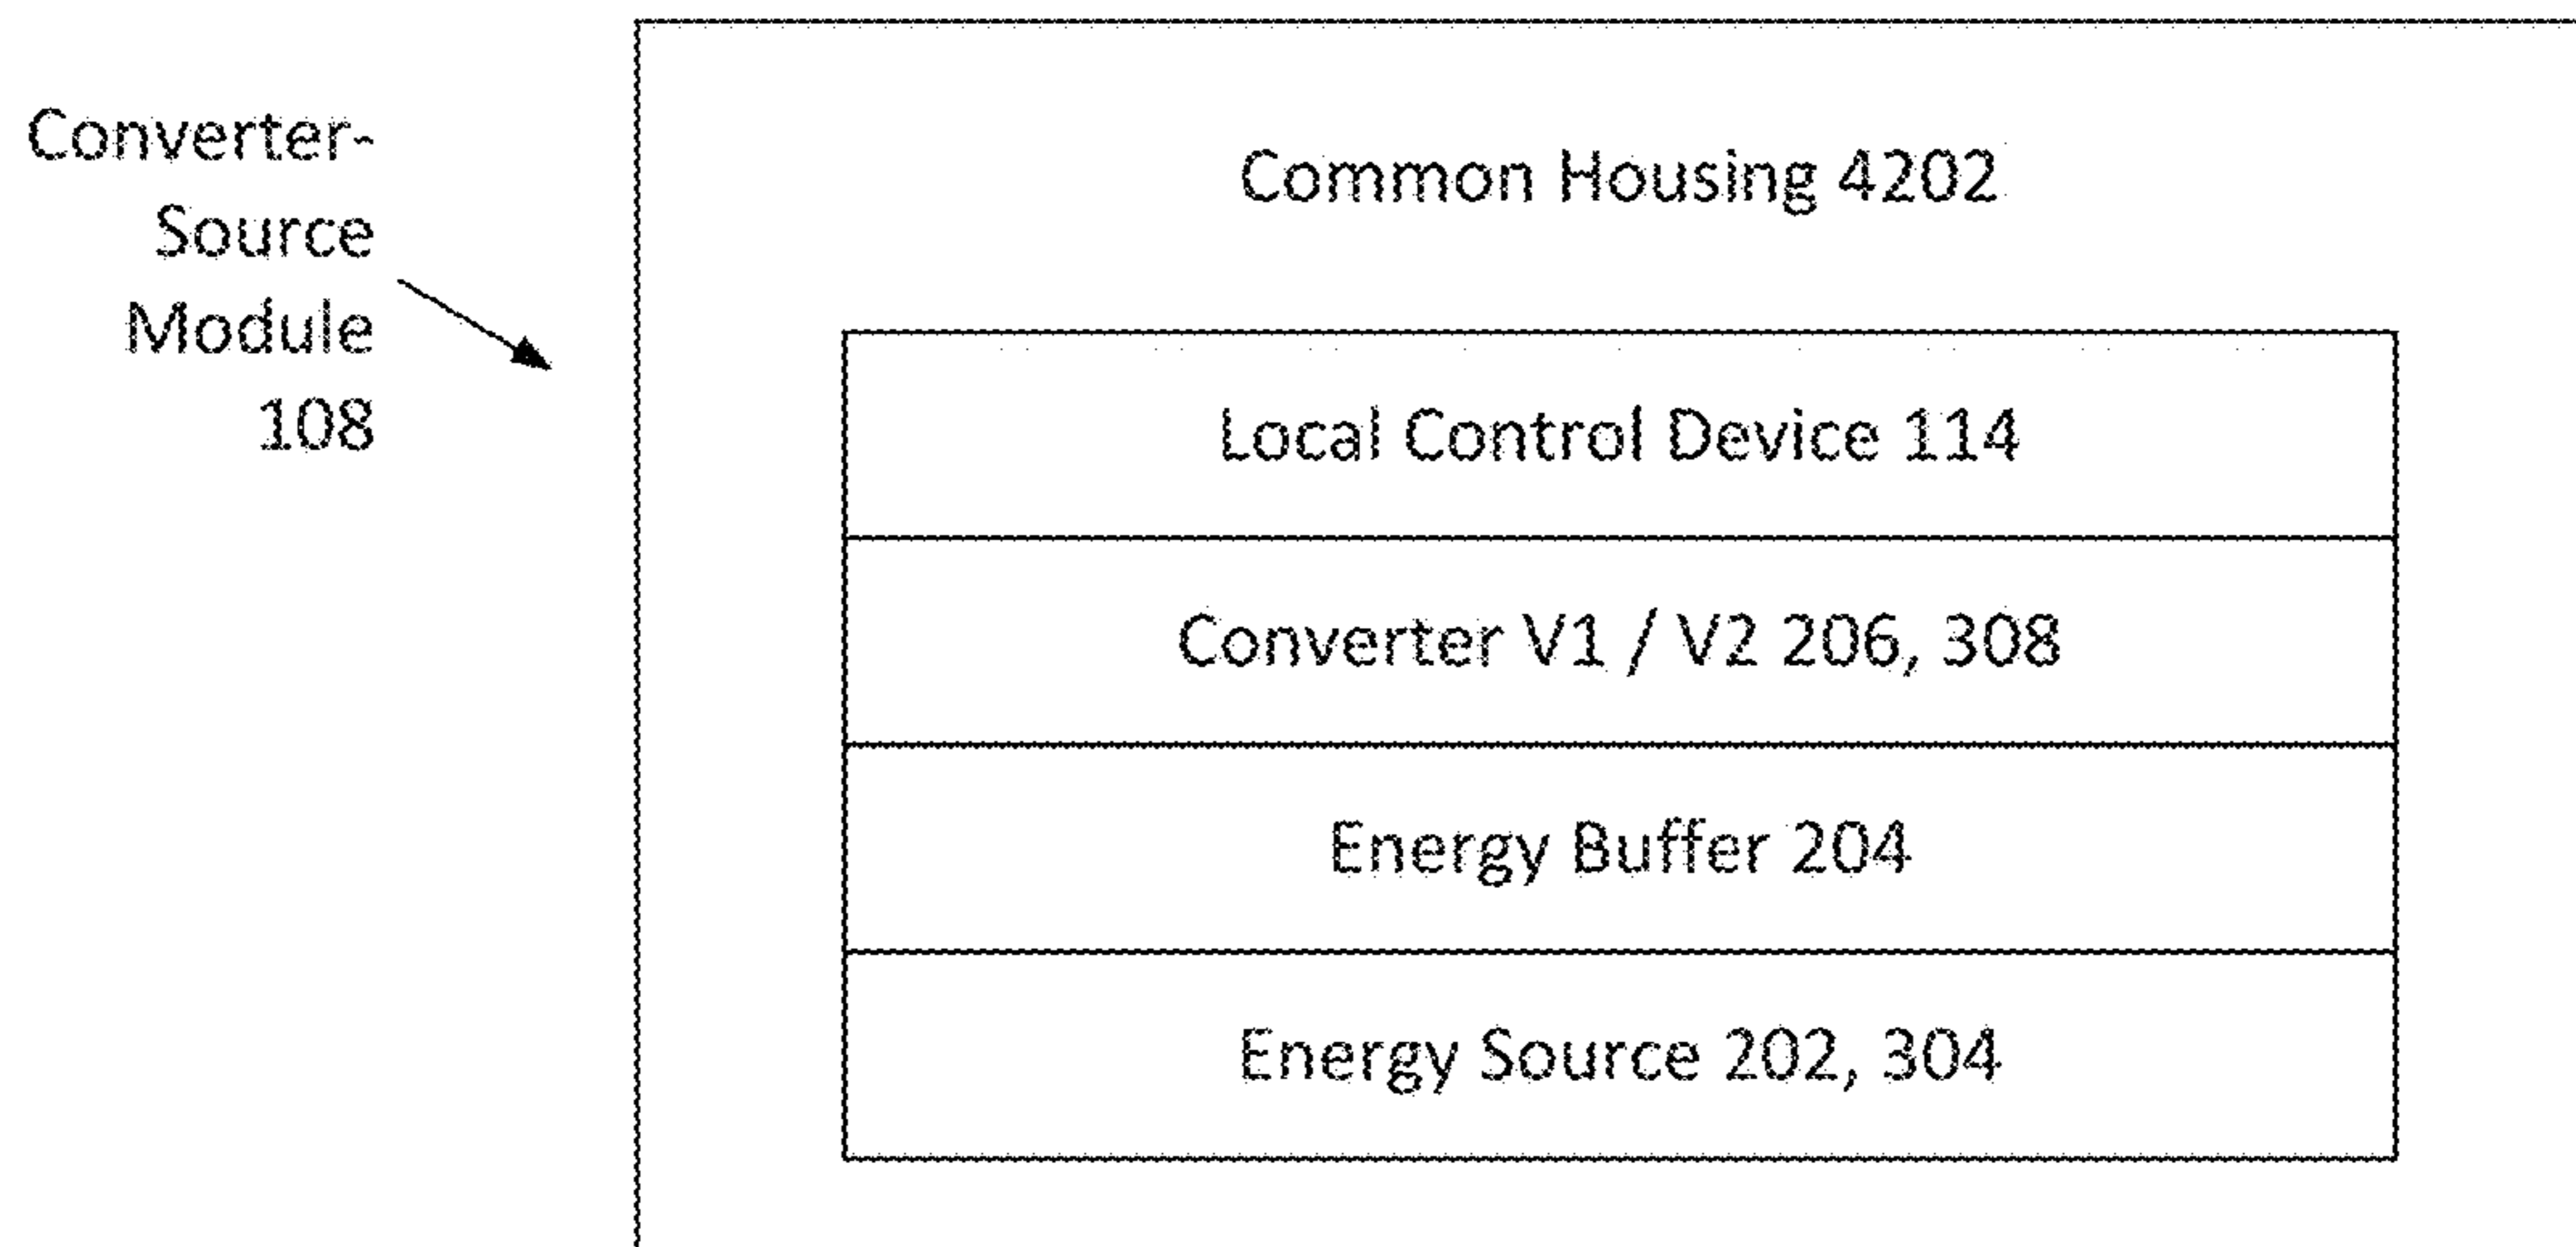 Converter-
Source
Module
108
Common Housing 4202
Local Control Device 114
Converter V1 / V2 206, 308
Energy Buffer 204
Energy Source 202, 304